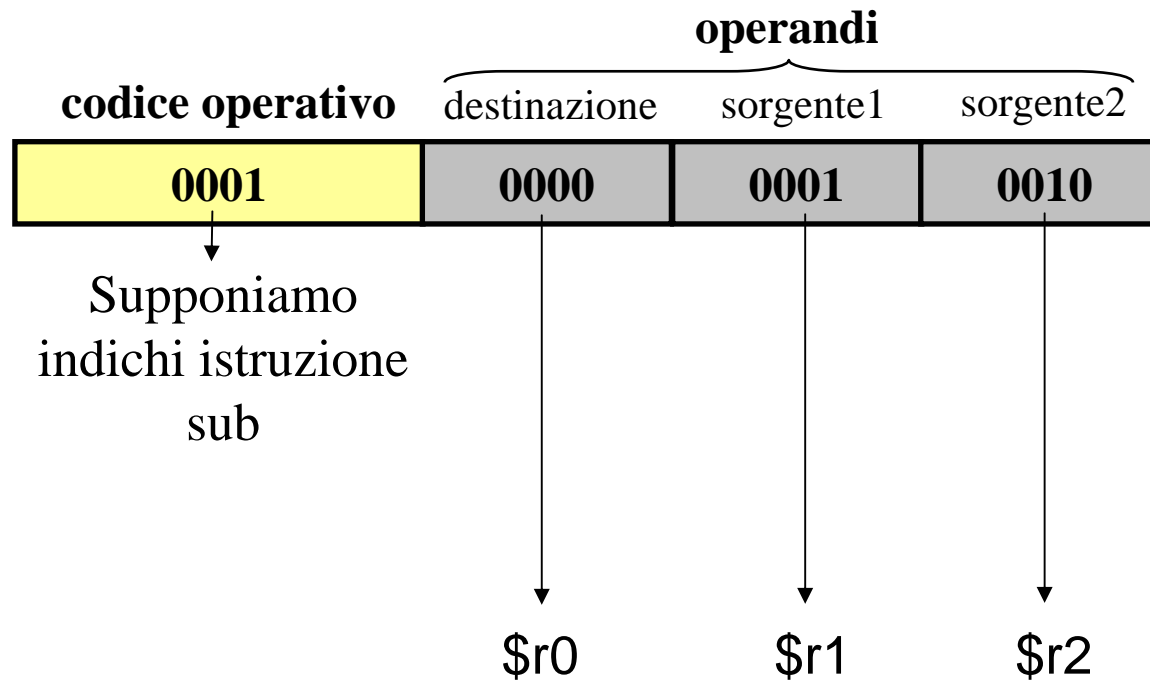 operandi
codice operativo destinazione sorgente1 sorgente2
0001 0000 0001 0010
Supponiamo
indichi istruzione
sub
$r0 $r1 $r2